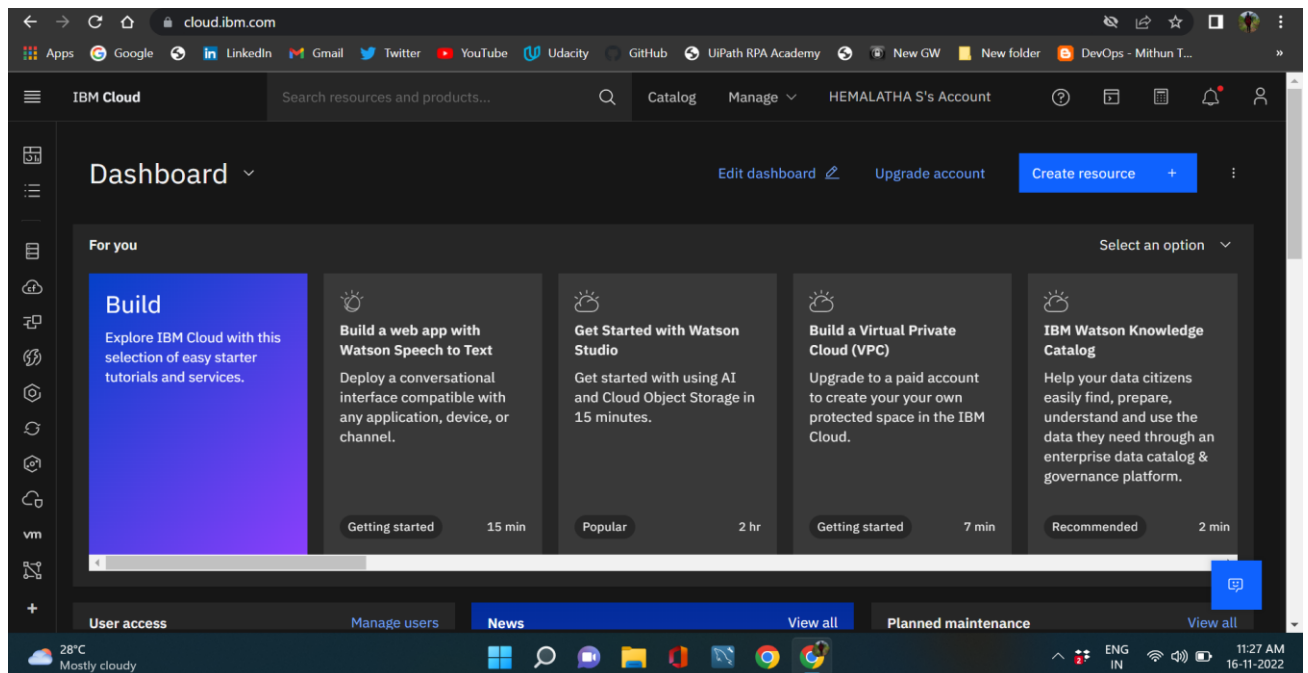 cloud.ibm.com
Apps Google LinkedIn Gmail Twitter YouTube Udacity GitHub UiPath RPA Academy New GW New folder DevOps - Mithun T... »
IBM Cloud Search resources and products... Catalog Manage HEMALATHA S's Account
Dashboard Edit dashboard Upgrade account Create resource +
For you Select an option
Build
Explore IBM Cloud with this
selection of easy starter
tutorials and services.
Build a web app with
Watson Speech to Text
Deploy a conversational
interface compatible with
any application, device, or
channel.
Getting started 15 min
Get Started with Watson
Studio
Get started with using AI
and Cloud Object Storage in
15 minutes.
Popular 2 hr
Build a Virtual Private
Cloud (VPC)
Upgrade to a paid account
to create your your own
protected space in the IBM
Cloud.
Getting started 7 min
IBM Watson Knowledge
Catalog
Help your data citizens
easily find, prepare,
understand and use the
data they need through an
enterprise data catalog &
governance platform.
Recommended 2 min
vm
User access Manage users News View all Planned maintenance View all
28°C
Mostly cloudy
ENG
IN
11:27 AM
16-11-2022